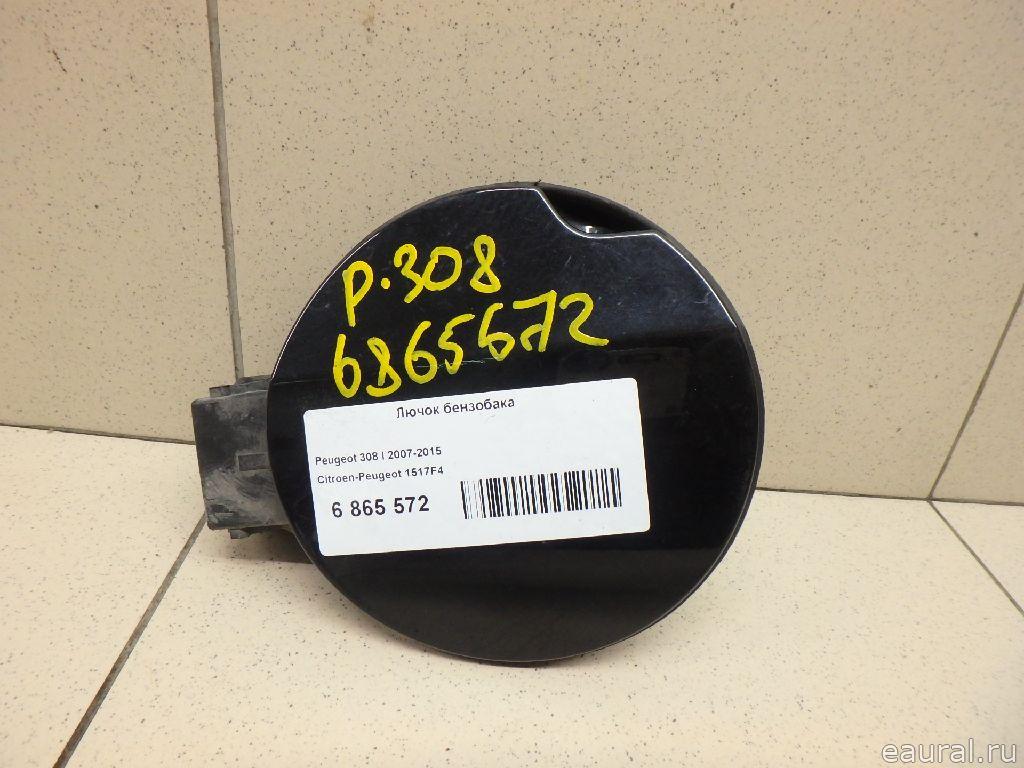 P.308
6865672
Лючок бензобака
Peugeot 308 I 2007-2015
Citroen-Peugeot 1517F4
6 865 572
eaural.ru